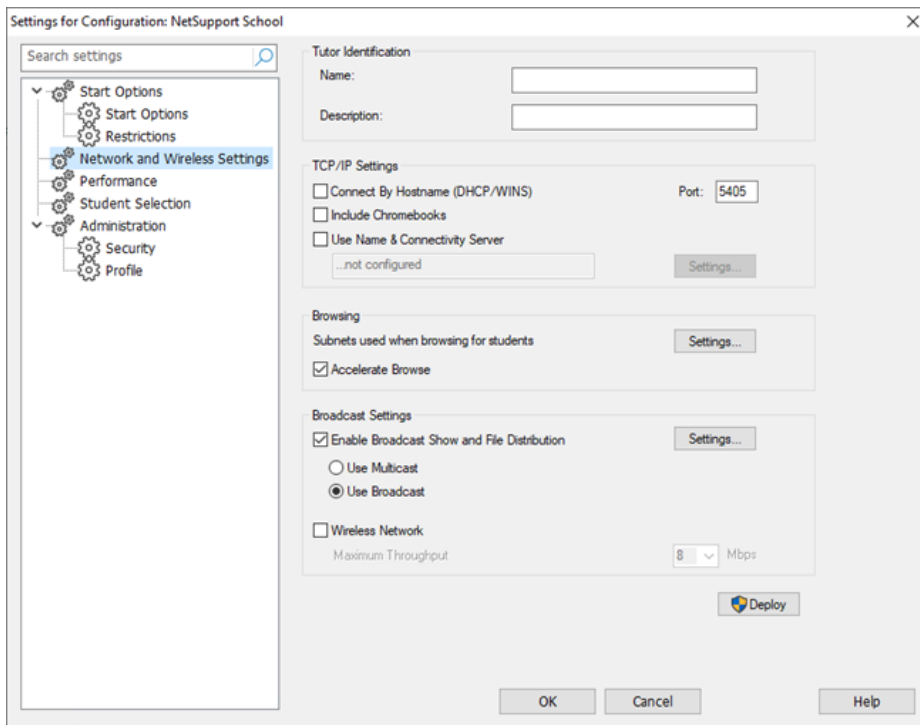 Settings for Configuration: NetSupport School
Search settings
Start Options
Start Options
Restrictions
Network and Wireless Settings
Performance
Student Selection
Administration
Security
Profile
Tutor Identification
Name:
Description:
TCP/IP Settings
Connect By Hostname (DHCP/WINS) Port: 5405
Include Chromebooks
Use Name & Connectivity Server
...not configured Settings...
Browsing
Subnets used when browsing for students Settings...
Accelerate Browse
Broadcast Settings
Enable Broadcast Show and File Distribution Settings...
Use Multicast
Use Broadcast
Wireless Network
Maximum Throughput 8 Mbps
Deploy
OK Cancel Help